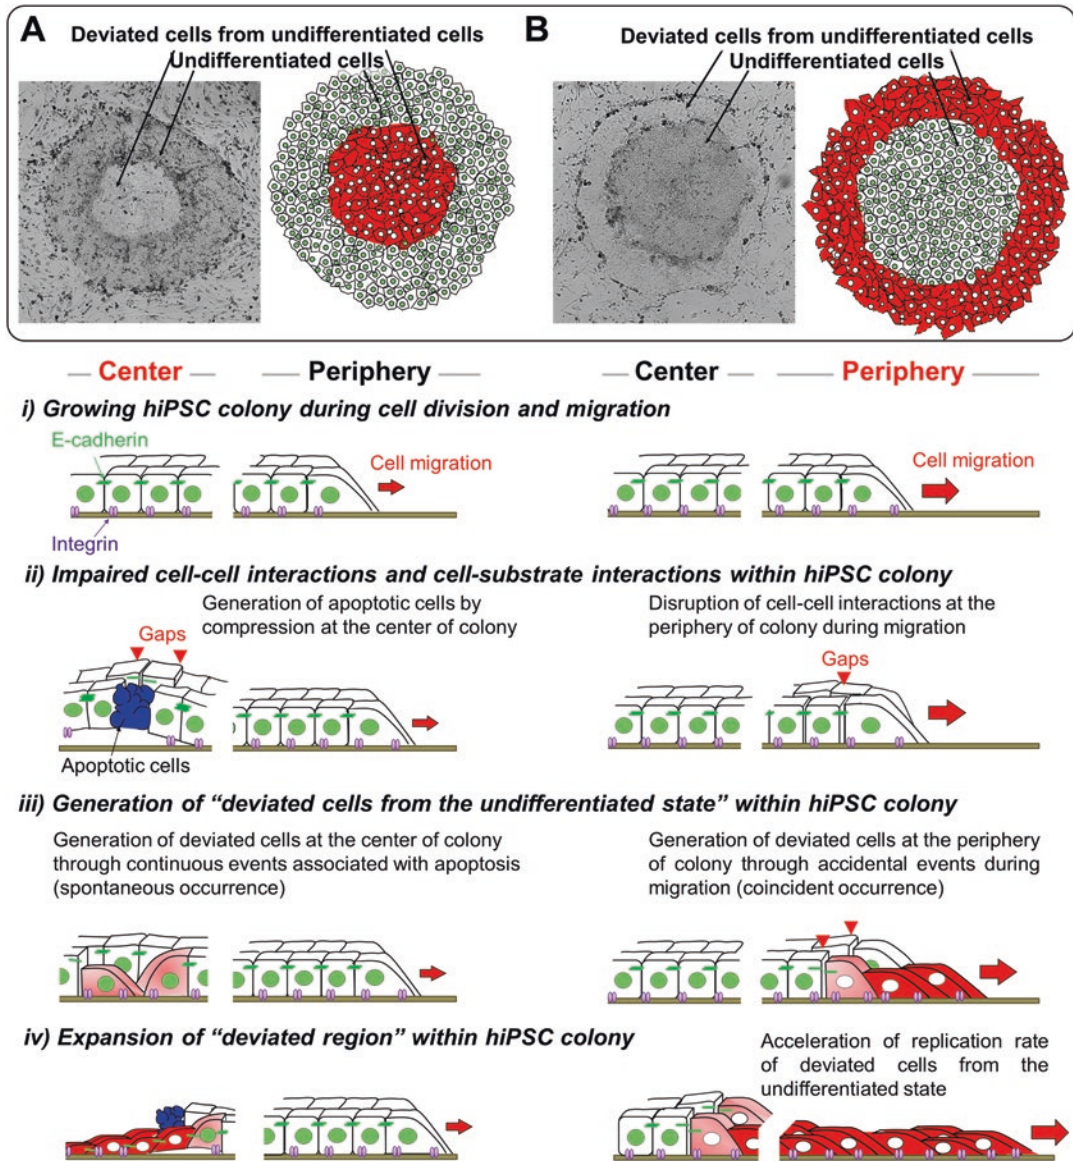 A
Deviated cells from undifferentiated cells
Undifferentiated cells
B
Deviated cells from undifferentiated cells
Undifferentiated cells
Center
Periphery
Center
Periphery
i) Growing hiPSC colony during cell division and migration
E-cadherin
Cell migration
Integrin
Cell migration
ii) Impaired cell-cell interactions and cell-substrate interactions within hiPSC colony
Generation of apoptotic cells by
compression at the center of colony
Gaps
Apoptotic cells
Disruption of cell-cell interactions at the
periphery of colony during migration
Gaps
iii) Generation of “deviated cells from the undifferentiated state” within hiPSC colony
Generation of deviated cells at the center of colony
through continuous events associated with apoptosis
(spontaneous occurrence)
Generation of deviated cells at the periphery
of colony through accidental events during
migration (coincident occurrence)
iv) Expansion of “deviated region” within hiPSC colony
Acceleration of replication rate
of deviated cells from the
undifferentiated state